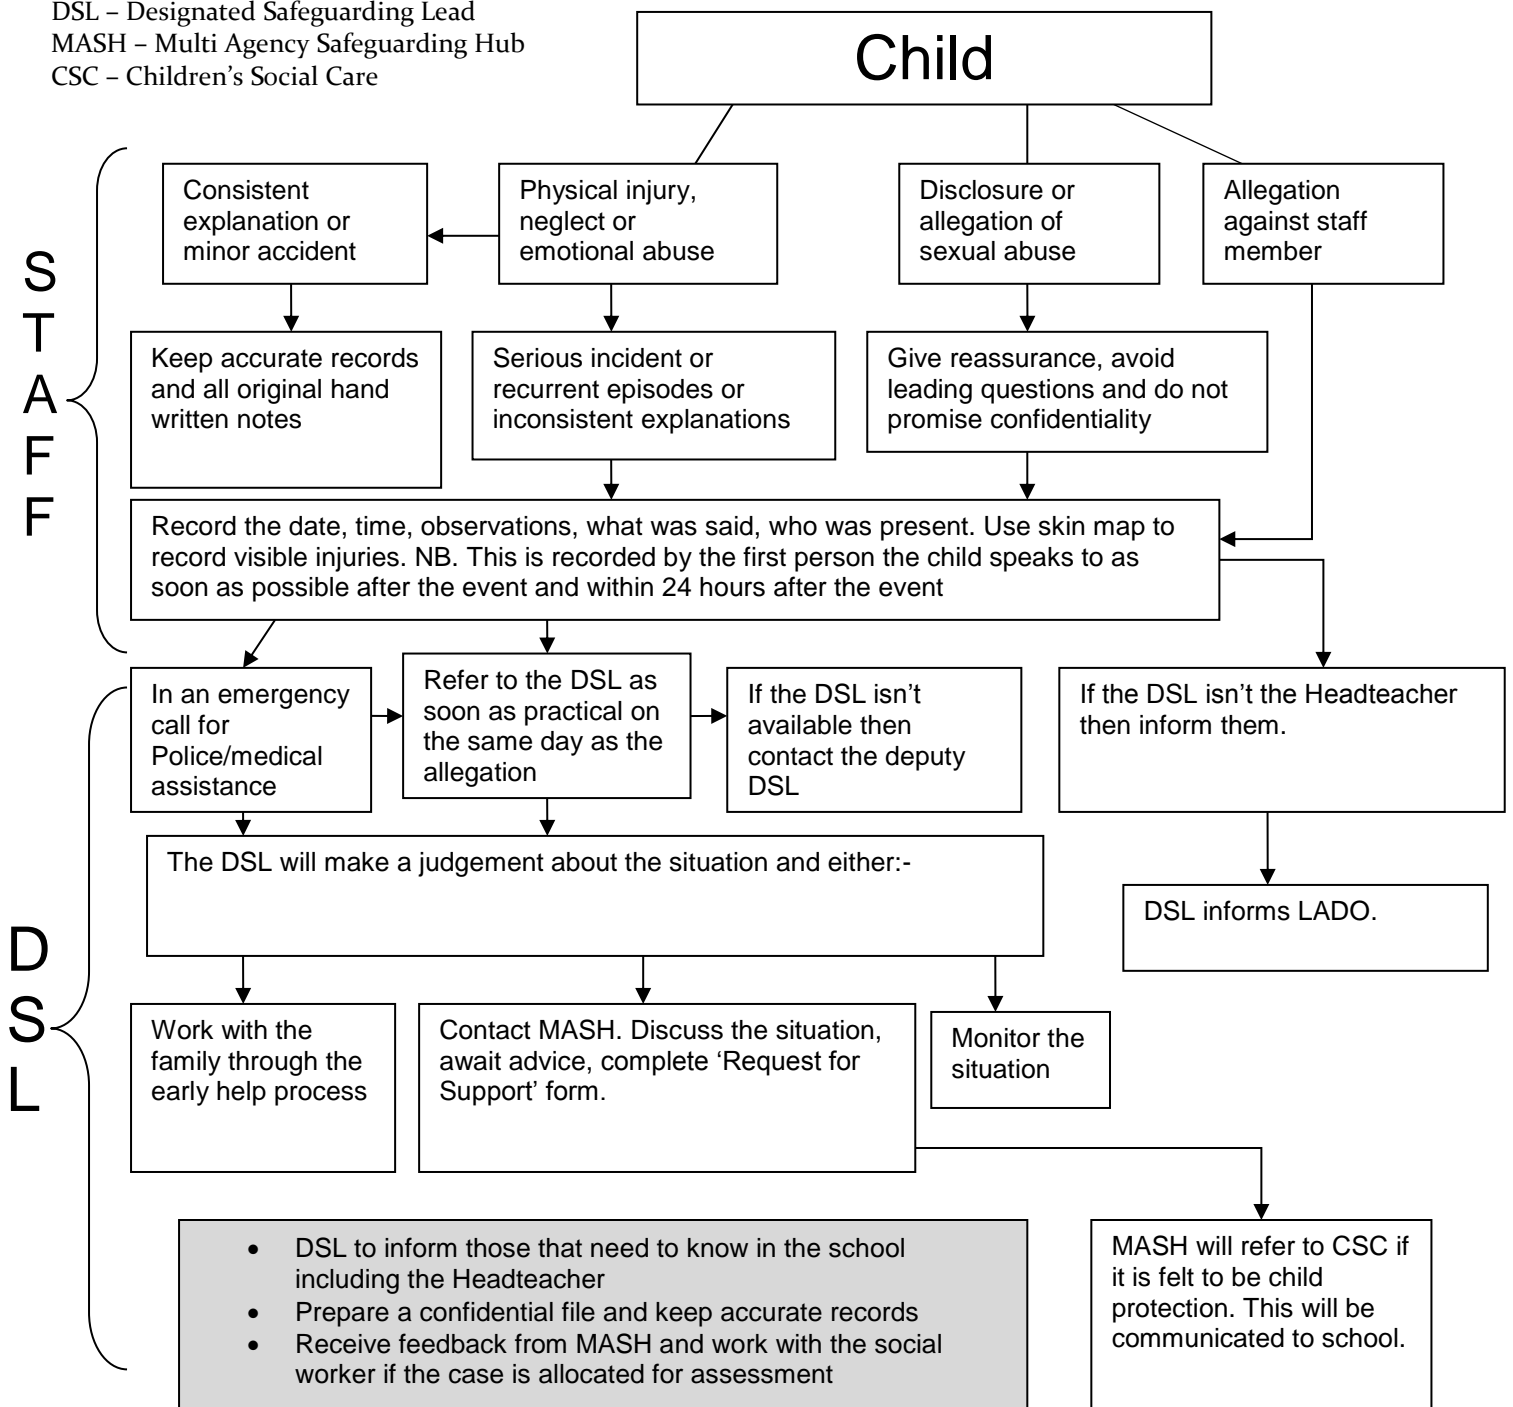 DSL – Designated Safeguarding Lead
MASH – Multi Agency Safeguarding Hub
CSC – Children's Social Care
Child
S
T
A
F
F
Consistent
explanation or
minor accident
Physical injury,
neglect or
emotional abuse
Disclosure or
allegation of
sexual abuse
Allegation
against staff
member
Keep accurate records
and all original hand
written notes
Serious incident or
recurrent episodes or
inconsistent explanations
Give reassurance, avoid
leading questions and do not
promise confidentiality
Record the date, time, observations, what was said, who was present. Use skin map to
record visible injuries. NB. This is recorded by the first person the child speaks to as
soon as possible after the event and within 24 hours after the event
D
S
L
In an emergency
call for
Police/medical
assistance
Refer to the DSL as
soon as practical on
the same day as the
allegation
If the DSL isn't
available then
contact the deputy
DSL
If the DSL isn't the Headteacher
then inform them.
The DSL will make a judgement about the situation and either:-
DSL informs LADO.
Work with the
family through the
early help process
Contact MASH. Discuss the situation,
await advice, complete 'Request for
Support' form.
Monitor the
situation
• DSL to inform those that need to know in the school
including the Headteacher
• Prepare a confidential file and keep accurate records
• Receive feedback from MASH and work with the social
worker if the case is allocated for assessment
MASH will refer to CSC if
it is felt to be child
protection. This will be
communicated to school.